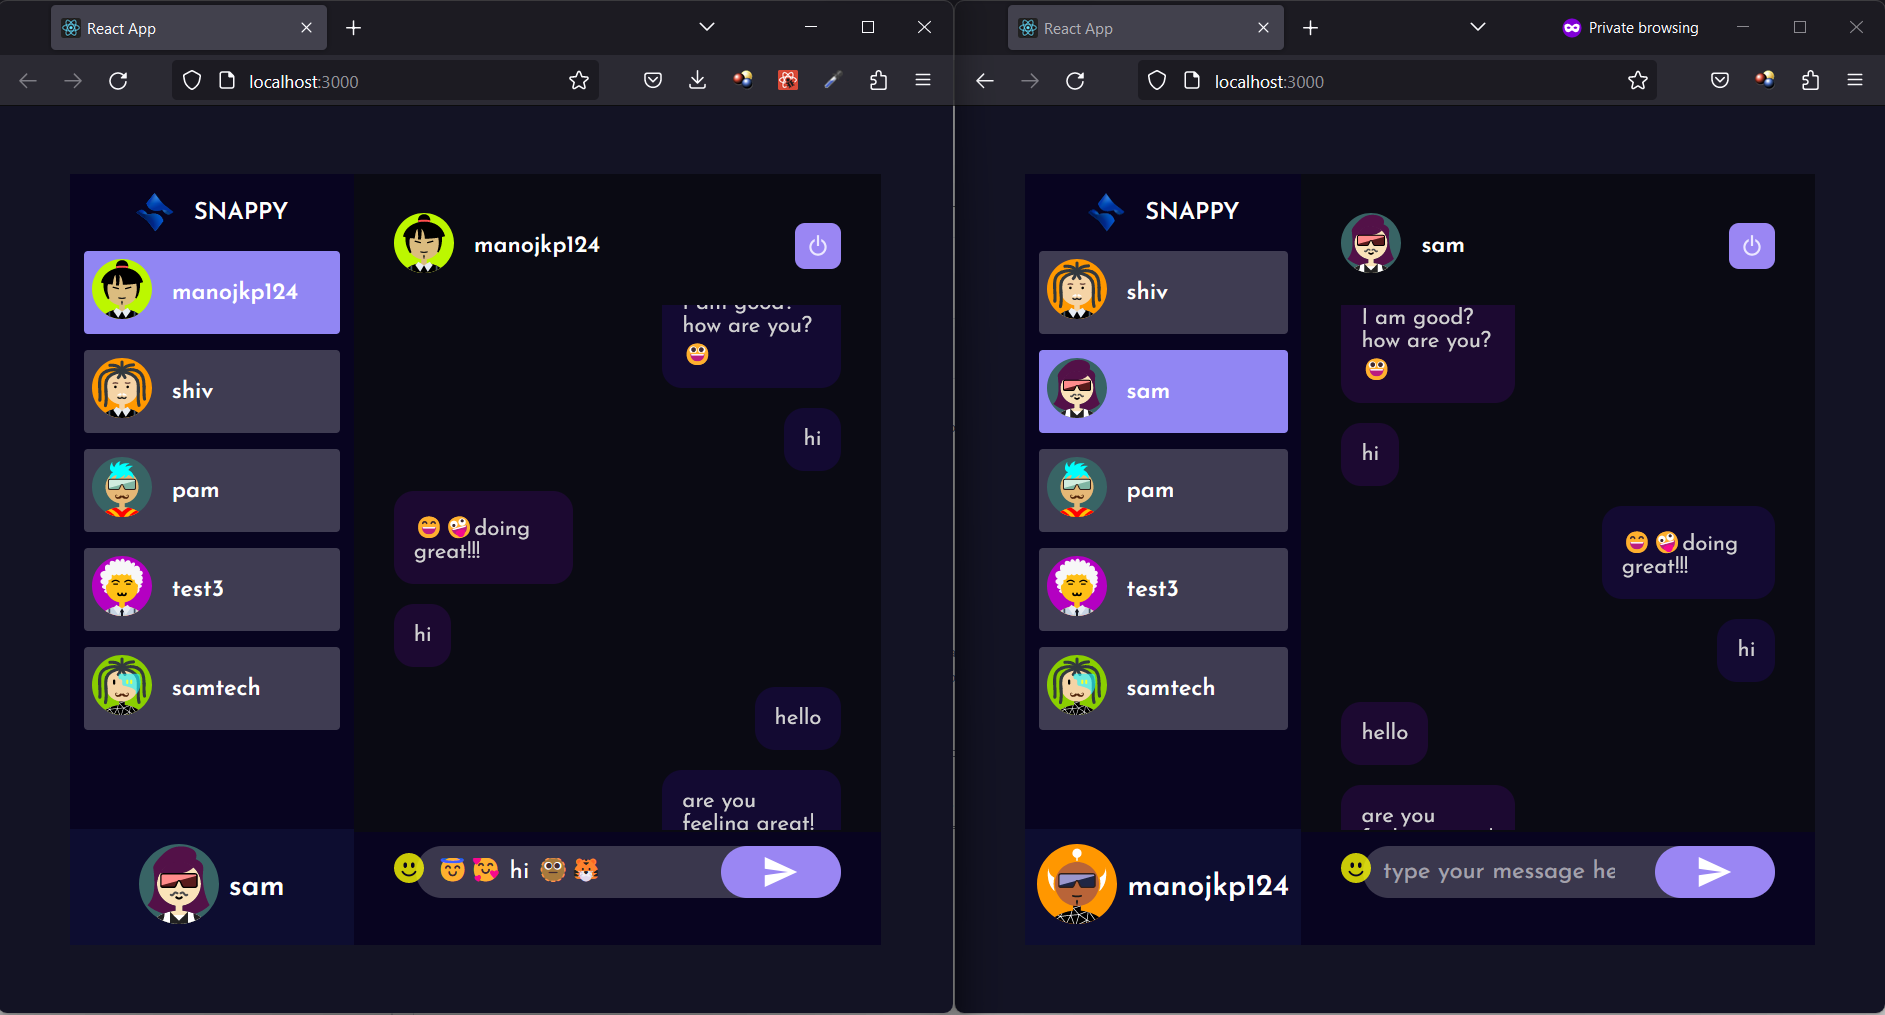 React App
localhost:3000
SNAPPY
manojkp124
shiv
pam
test3
samtech
sam
manojkp124
I am good?
how are you?
😀
hi
😄 🤪 doing
great!!!
hi
hello
are you
feeling great!
😇 🥰 hi 🦁 🐯
React App
Private browsing
localhost:3000
SNAPPY
shiv
sam
pam
test3
samtech
manojkp124
sam
I am good?
how are you?
😀
hi
😄 🤪 doing
great!!!
hi
hello
are you
type your message he